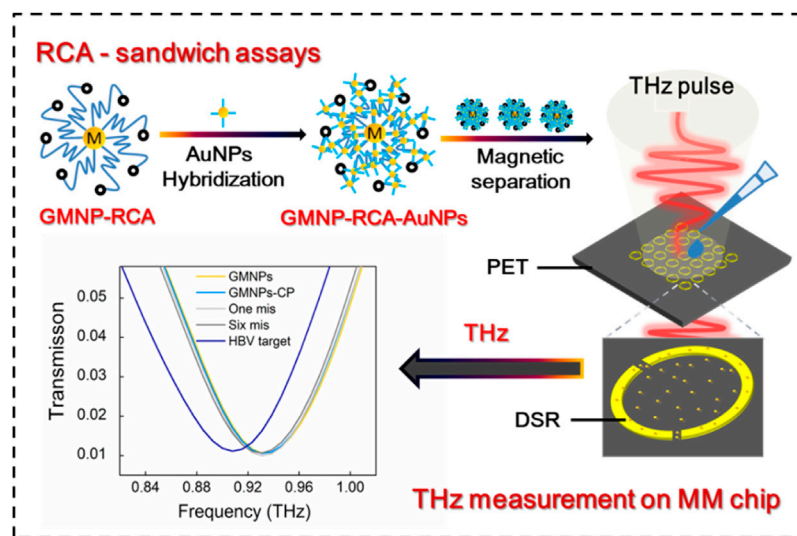 RCA - sandwich assays
M
GMNP-RCA
AuNPs
Hybridization
M
GMNP-RCA-AuNPs
M M M
Magnetic
separation
THz pulse
PET
THz
DSR
THz measurement on MM chip
GMNPs
GMNPs-CP
One mis
Six mis
HBV target
Transmisson
0.05
0.04
0.03
0.02
0.01
0.84 0.88 0.92 0.96 1.00
Frequency (THz)